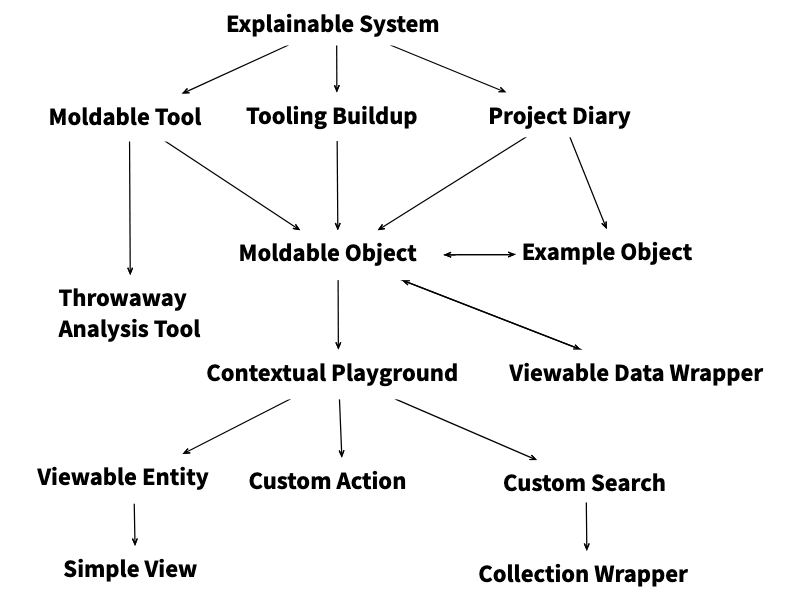 Explainable System
Moldable Tool
Tooling Buildup
Project Diary
Moldable Object
Example Object
Throwaway
Analysis Tool
Contextual Playground
Viewable Data Wrapper
Viewable Entity
Custom Action
Custom Search
Simple View
Collection Wrapper